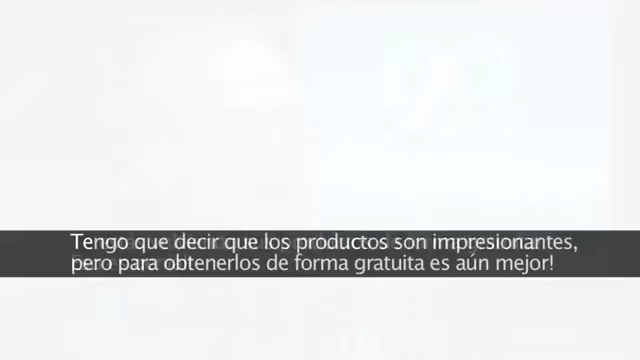 Tengo que decir que los productos son impresionantes,
pero para obtenerlos de forma gratuita es aún mejor!